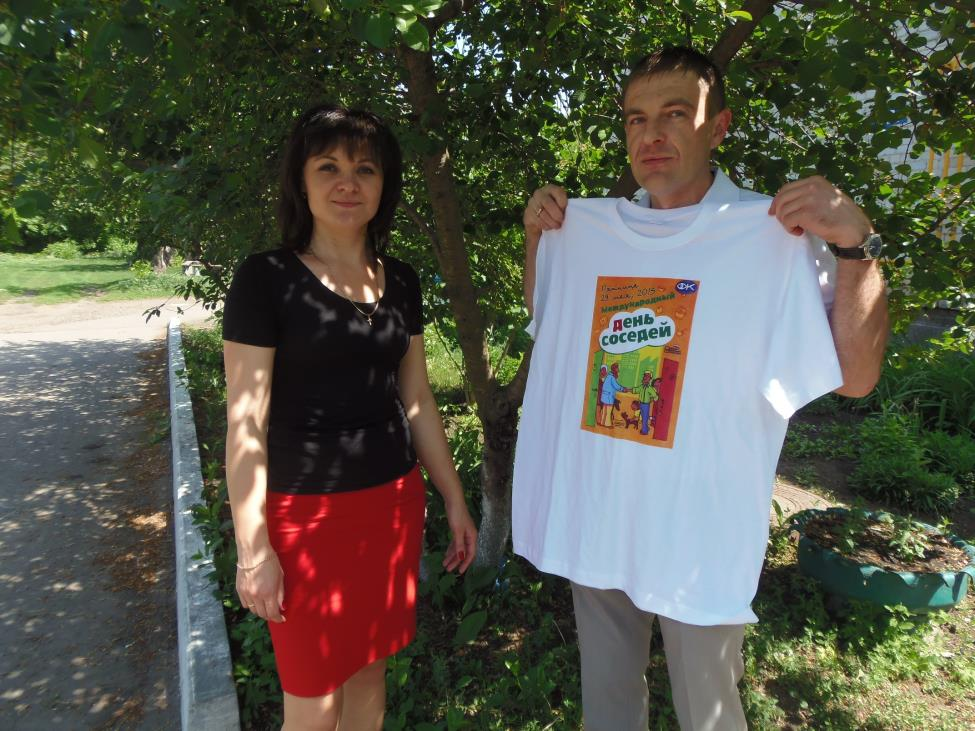 Пятница
29 мая, 2015
ФК
Международный
день
соседей